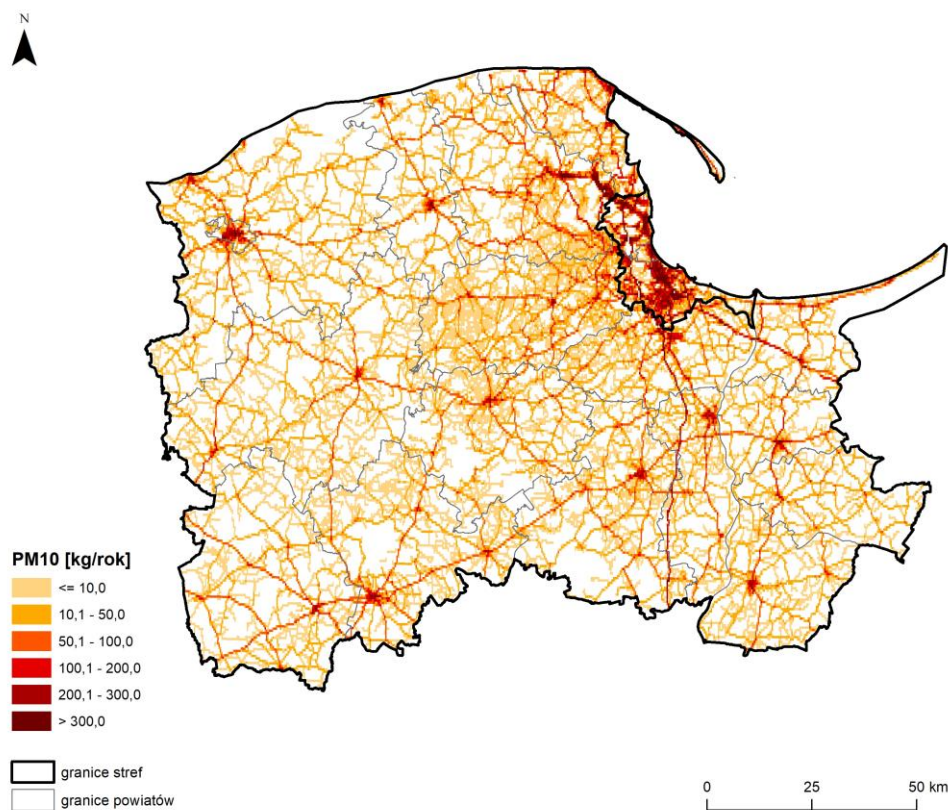 N
PM10 [kg/rok]
<= 10,0
10,1 - 50,0
50,1 - 100,0
100,1 - 200,0
200,1 - 300,0
> 300,0
granice stref
granice powiatów
0 25 50 km